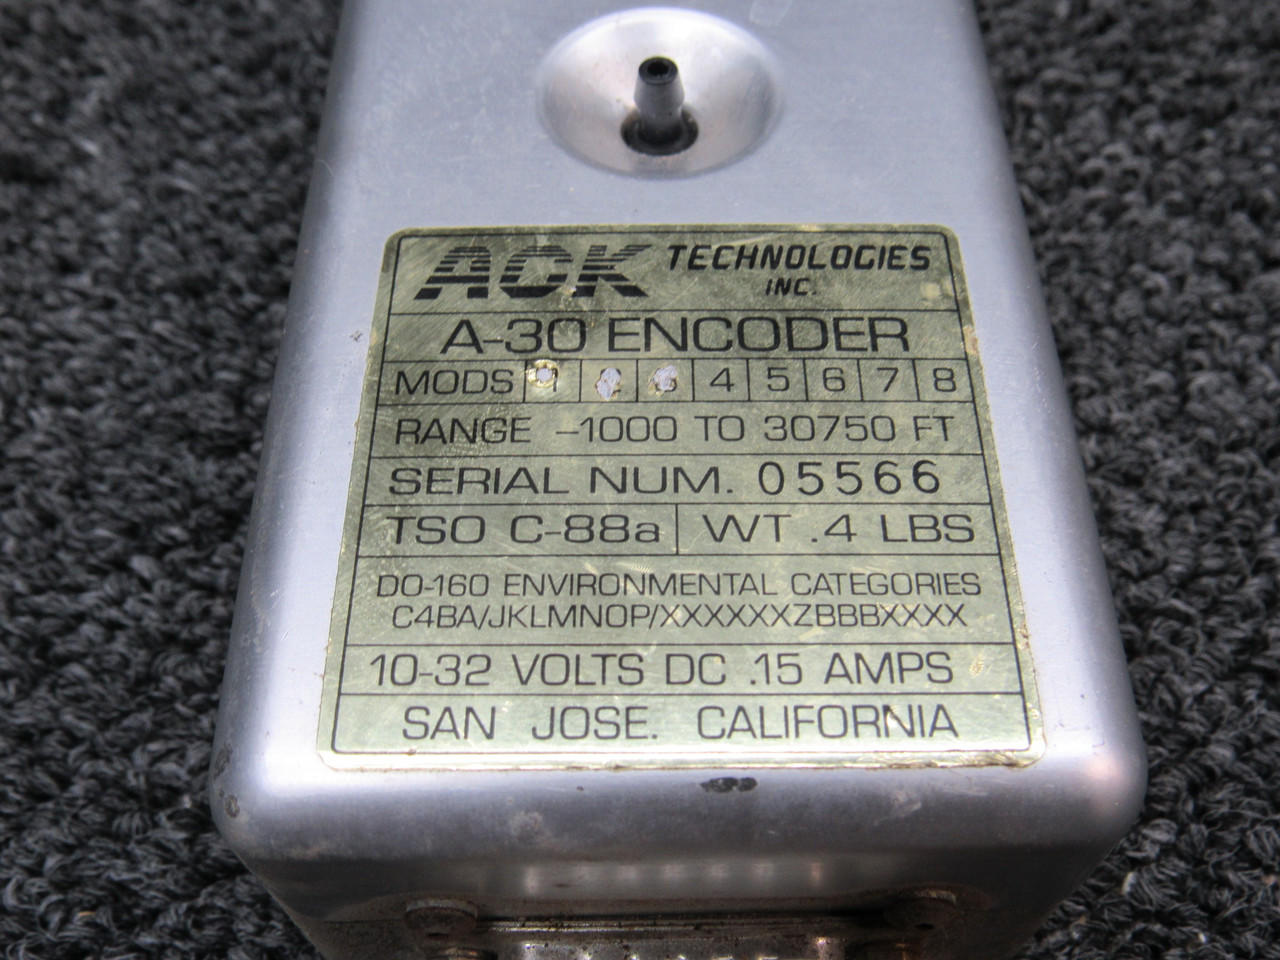 ACK TECHNOLOGIES
INC.
A-30 ENCODER
MODS 1 4 5 6 7 8
RANGE -1000 TO 30750 FT
SERIAL NUM. 05566
TSO C-88a WT .4 LBS
DO-160 ENVIRONMENTAL CATEGORIES
C4BA/JKLMNOP/XXXXXXZBBBXXXX
10-32 VOLTS DC .15 AMPS
SAN JOSE. CALIFORNIA